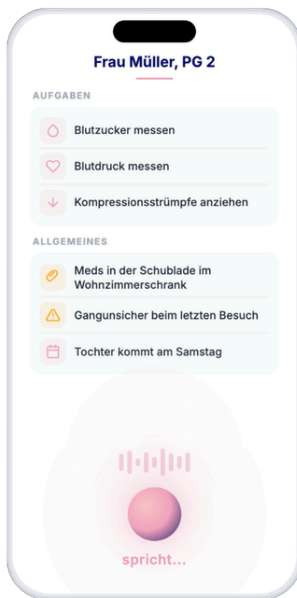 Frau Müller, PG 2
AUFGABEN
Blutzucker messen
Blutdruck messen
Kompressionsstrümpfe anziehen
ALLGEMEINES
Meds in der Schublade im
Wohnzimmerschrank
Gangunsicher beim letzten Besuch
Tochter kommt am Samstag
spricht...